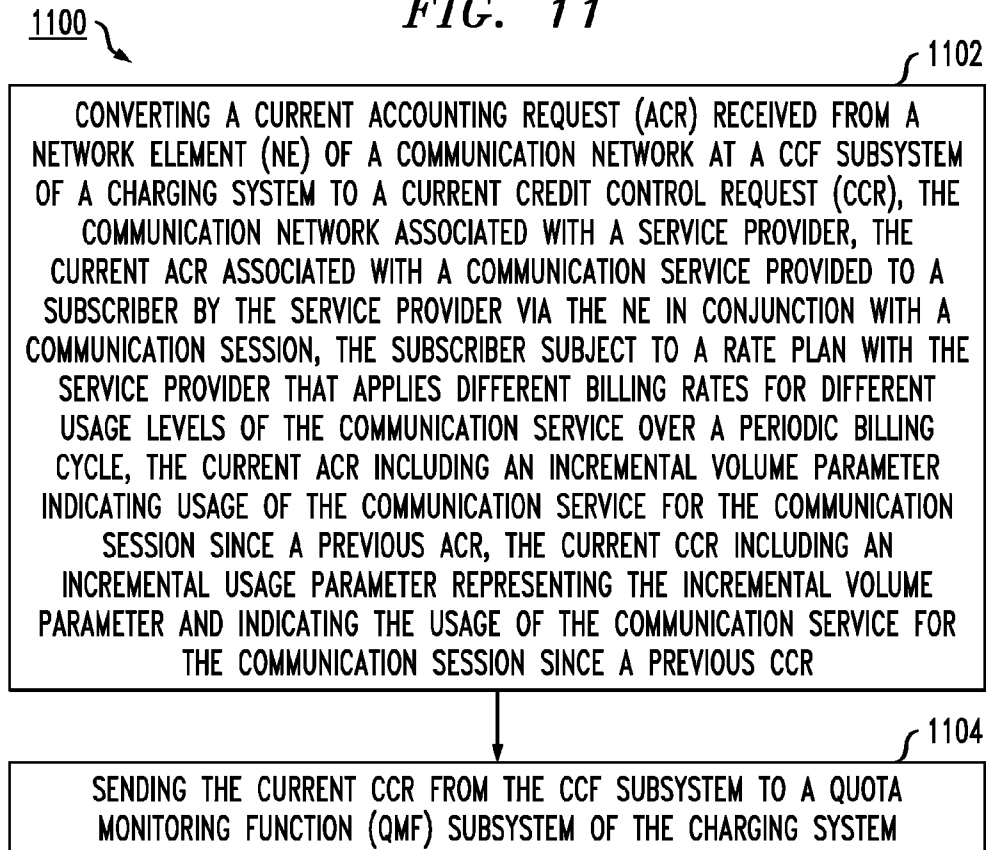 FIG. 11
1100
1102
CONVERTING A CURRENT ACCOUNTING REQUEST (ACR) RECEIVED FROM A
NETWORK ELEMENT (NE) OF A COMMUNICATION NETWORK AT A CCF SUBSYSTEM
OF A CHARGING SYSTEM TO A CURRENT CREDIT CONTROL REQUEST (CCR), THE
COMMUNICATION NETWORK ASSOCIATED WITH A SERVICE PROVIDER, THE
CURRENT ACR ASSOCIATED WITH A COMMUNICATION SERVICE PROVIDED TO A
SUBSCRIBER BY THE SERVICE PROVIDER VIA THE NE IN CONJUNCTION WITH A
COMMUNICATION SESSION, THE SUBSCRIBER SUBJECT TO A RATE PLAN WITH THE
SERVICE PROVIDER THAT APPLIES DIFFERENT BILLING RATES FOR DIFFERENT
USAGE LEVELS OF THE COMMUNICATION SERVICE OVER A PERIODIC BILLING
CYCLE, THE CURRENT ACR INCLUDING AN INCREMENTAL VOLUME PARAMETER
INDICATING USAGE OF THE COMMUNICATION SERVICE FOR THE COMMUNICATION
SESSION SINCE A PREVIOUS ACR, THE CURRENT CCR INCLUDING AN
INCREMENTAL USAGE PARAMETER REPRESENTING THE INCREMENTAL VOLUME
PARAMETER AND INDICATING THE USAGE OF THE COMMUNICATION SERVICE FOR
THE COMMUNICATION SESSION SINCE A PREVIOUS CCR
1104
SENDING THE CURRENT CCR FROM THE CCF SUBSYSTEM TO A QUOTA
MONITORING FUNCTION (QMF) SUBSYSTEM OF THE CHARGING SYSTEM